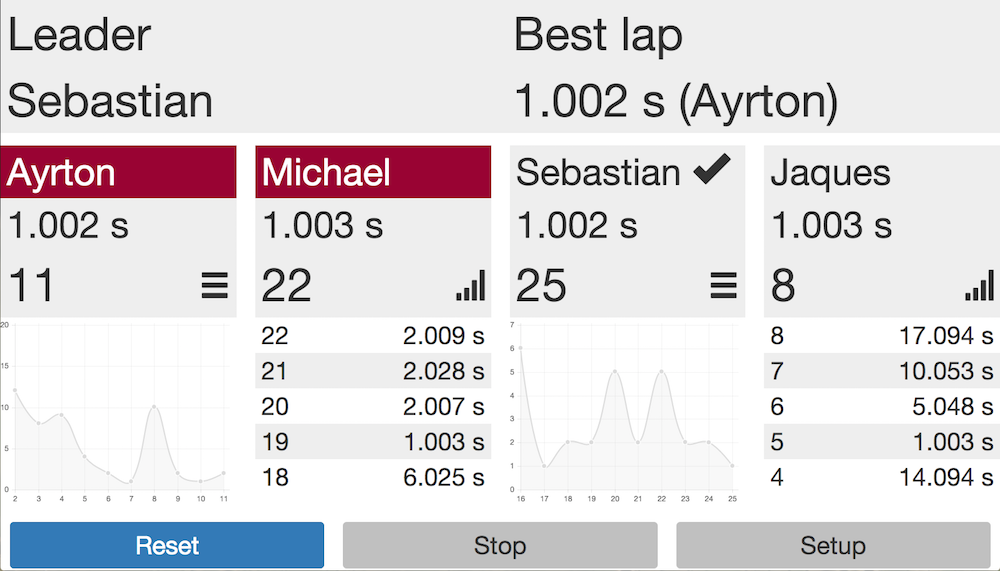 Leader
Best lap
Sebastian
1.002 s (Ayrton)
Ayrton
1.002 s
11
20
15
10
5
0
2 3 4 5 6 7 8 9 10 11
Michael
1.003 s
22
22 2.009 s
21 2.028 s
20 2.007 s
19 1.003 s
18 6.025 s
Sebastian
1.002 s
25
7
6
5
4
3
2
1
0
16 17 18 19 20 21 22 23 24 25
Jaques
1.003 s
8
8 17.094 s
7 10.053 s
6 5.048 s
5 1.003 s
4 14.094 s
Reset
Stop
Setup